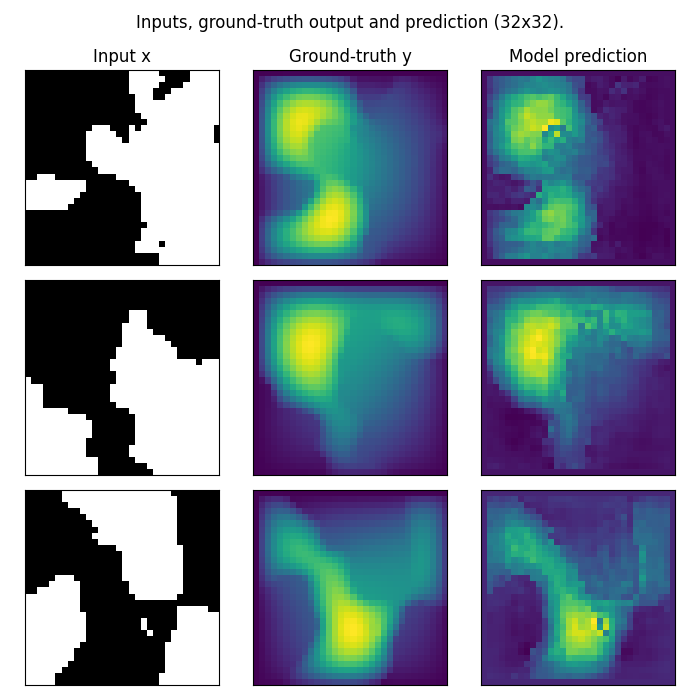 Inputs, ground-truth output and prediction (32x32).
Input x
Ground-truth y
Model prediction